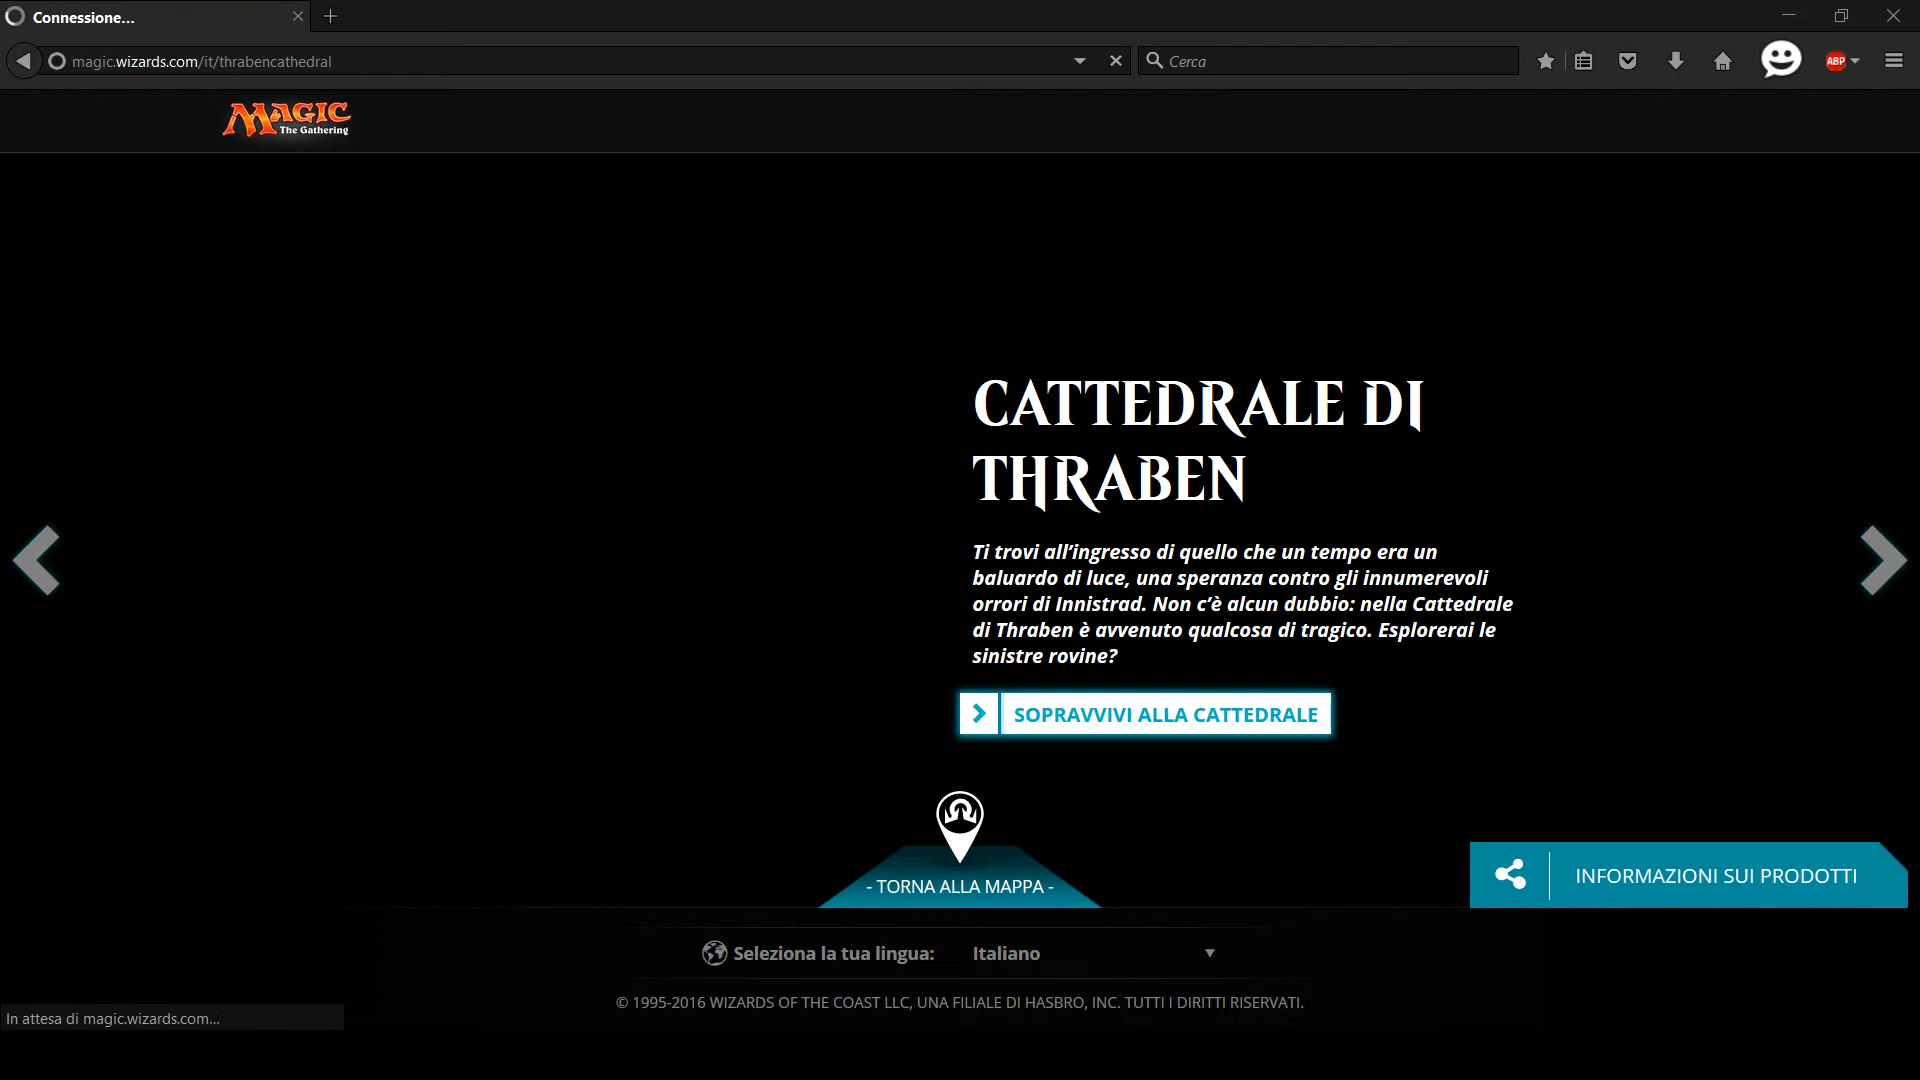 Connessione...
magic.wizards.com/it/thrabencathedral
Cerca
ABP
MAGIC
The Gathering
CATTEDRALE DI
THRABEN
Ti trovi all’ingresso di quello che un tempo era un
baluardo di luce, una speranza contro gli innumerevoli
orrori di Innistrad. Non c’è alcun dubbio: nella Cattedrale
di Thraben è avvenuto qualcosa di tragico. Esplorerai le
sinistre rovine?
SOPRAVVIVI ALLA CATTEDRALE
- TORNA ALLA MAPPA -
INFORMAZIONI SUI PRODOTTI
Seleziona la tua lingua: Italiano
© 1995-2016 WIZARDS OF THE COAST LLC, UNA FILIALE DI HASBRO, INC. TUTTI I DIRITTI RISERVATI.
In attesa di magic.wizards.com...